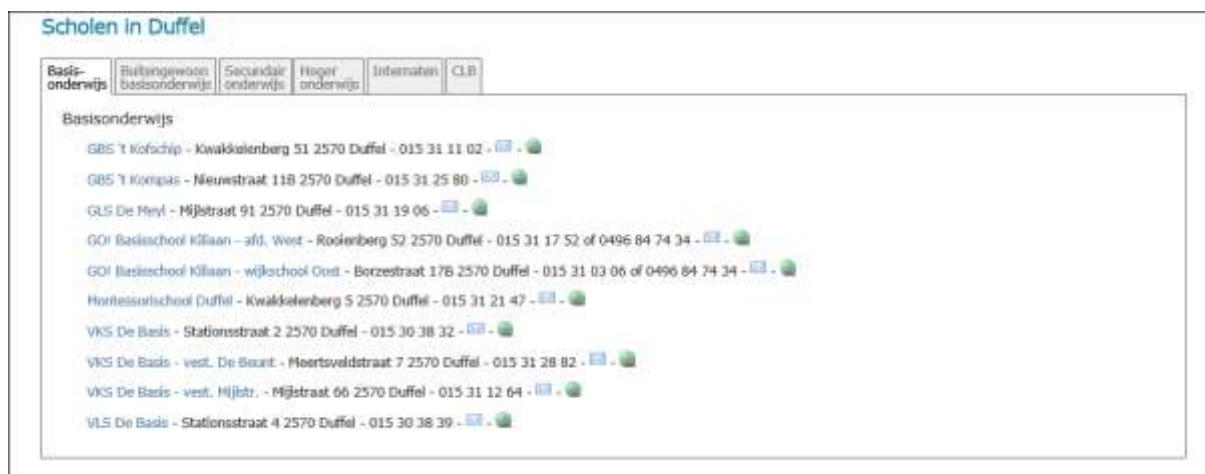 Scholen in Duffel
Basis-
onderwijs
Buitengewoon
basisonderwijs
Secundair
onderwijs
Hoger
onderwijs
Internaten
CLB
Basisonderwijs
GBS 't Kofschip - Kwakkelenberg 51 2570 Duffel - 015 31 11 02 - -
GBS 't Kompas - Nieuwstraat 11B 2570 Duffel - 015 31 25 80 - -
GLS De Meyl - Mijlstraat 91 2570 Duffel - 015 31 19 06 - -
GO! Basisschool Kiliaan - afd. West - Rooienberg 52 2570 Duffel - 015 31 17 52 of 0496 84 74 34 - -
GO! Basisschool Kiliaan - wijkschool Oost - Borzestraat 17B 2570 Duffel - 015 31 03 06 of 0496 84 74 34 - -
Montessorischool Duffel - Kwakkelenberg 5 2570 Duffel - 015 31 21 47 - -
VKS De Basis - Stationsstraat 2 2570 Duffel - 015 30 38 32 - -
VKS De Basis - vest. De Beunt - Meertsveldstraat 7 2570 Duffel - 015 31 28 82 - -
VKS De Basis - vest. Mijlstr. - Mijlstraat 66 2570 Duffel - 015 31 12 64 - -
VLS De Basis - Stationsstraat 4 2570 Duffel - 015 30 38 39 - -